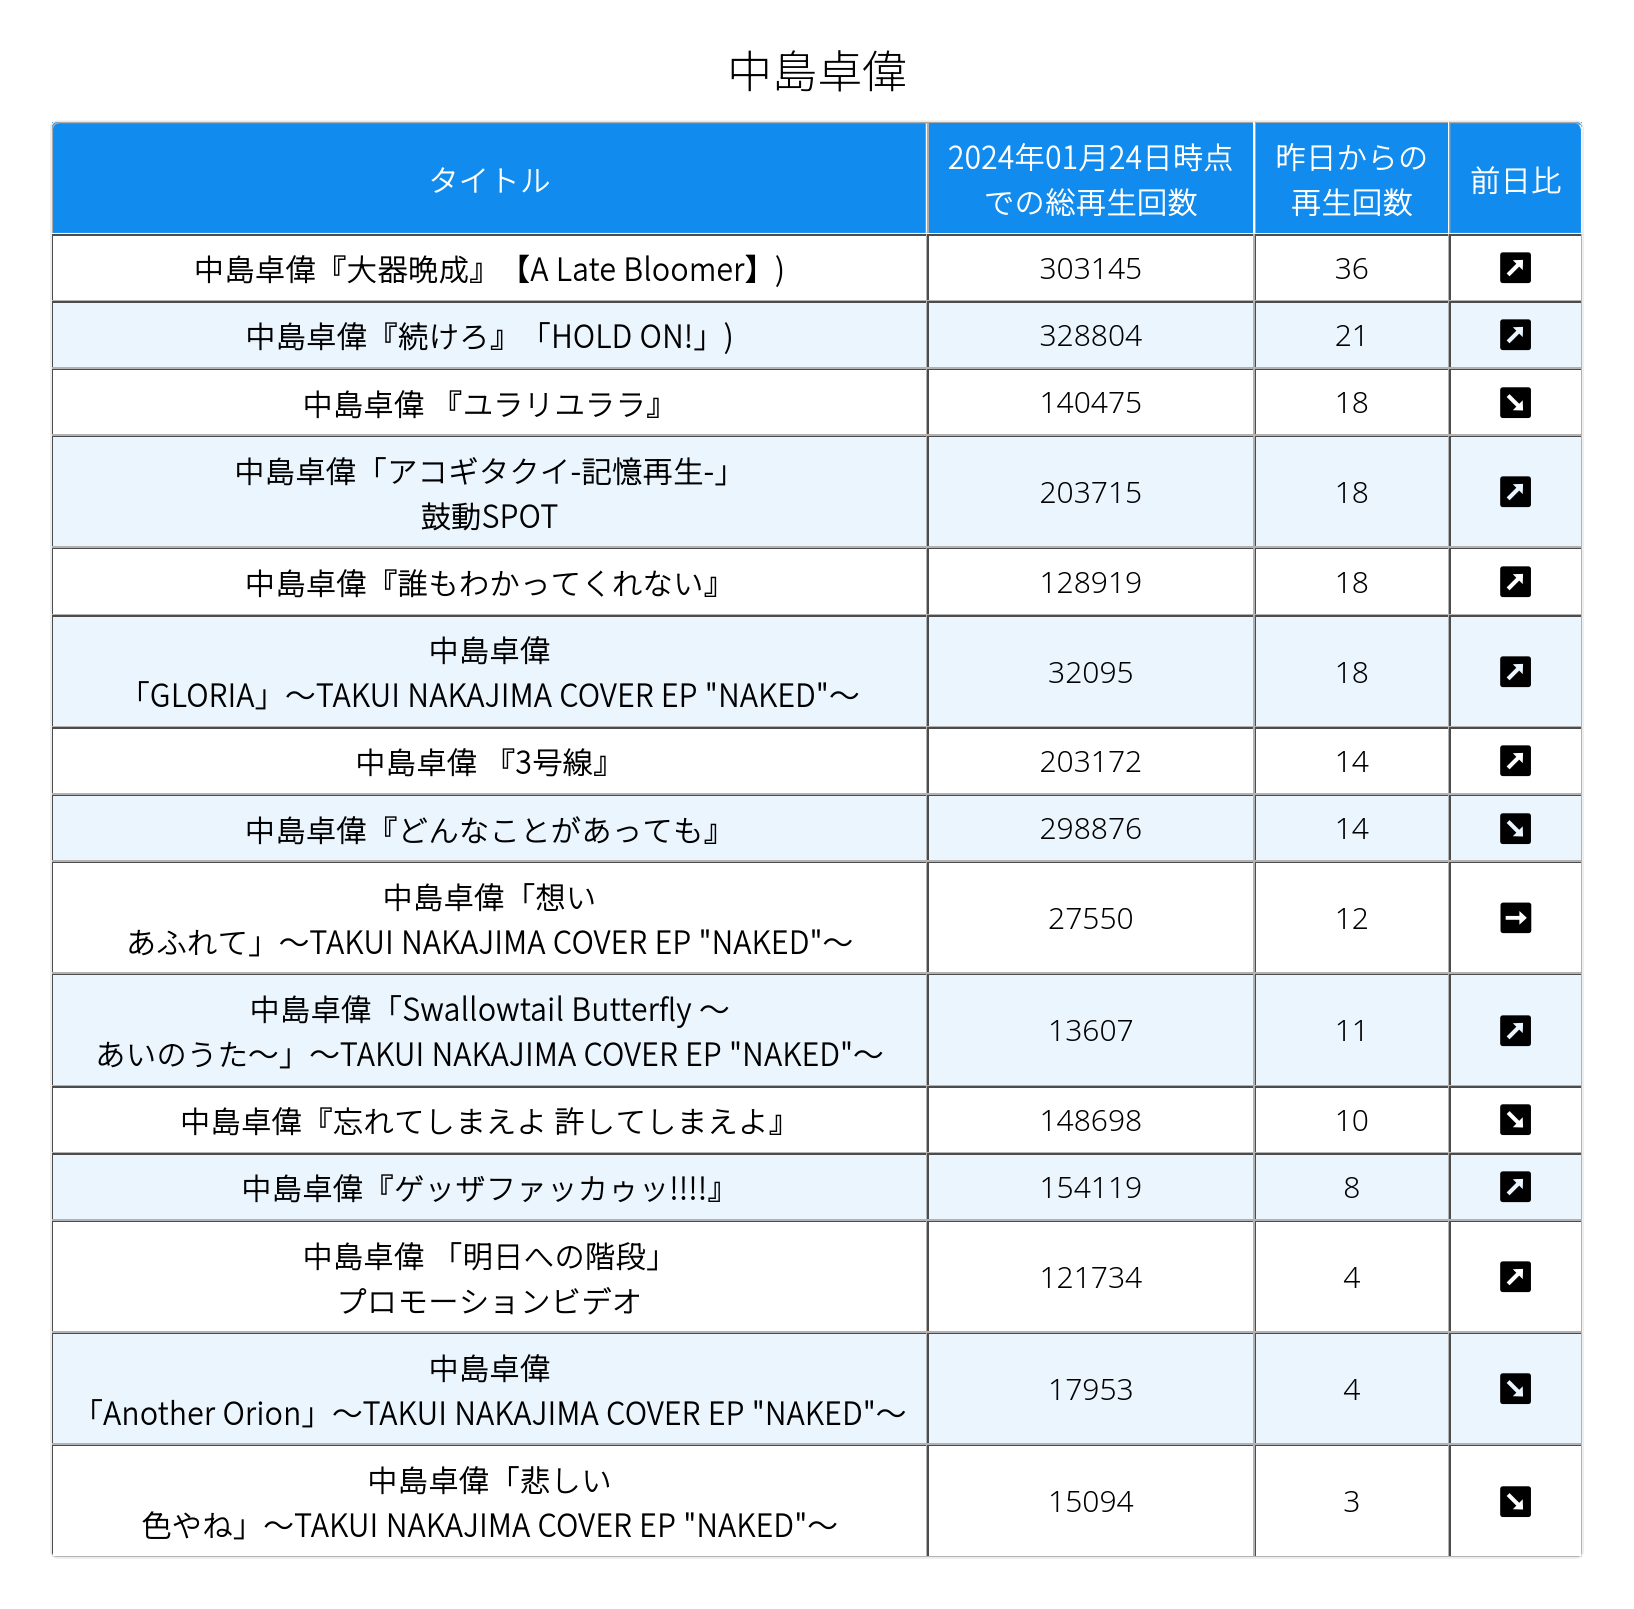 中島卓偉
タイトル
2024年01月24日時点
での総再生回数
昨日からの
再生回数
前日比
中島卓偉『大器晩成』【A Late Bloomer】)
303145
36
中島卓偉『続けろ』「HOLD ON!」)
328804
21
中島卓偉 『ユラリユララ』
140475
18
中島卓偉「アコギタクイ-記憶再生-」
鼓動SPOT
203715
18
中島卓偉『誰もわかってくれない』
128919
18
中島卓偉
「GLORIA」～TAKUI NAKAJIMA COVER EP "NAKED"～
32095
18
中島卓偉 『3号線』
203172
14
中島卓偉『どんなことがあっても』
298876
14
中島卓偉「想い
あふれて」～TAKUI NAKAJIMA COVER EP "NAKED"～
27550
12
中島卓偉「Swallowtail Butterfly ～
あいのうた～」～TAKUI NAKAJIMA COVER EP "NAKED"～
13607
11
中島卓偉『忘れてしまえよ 許してしまえよ』
148698
10
中島卓偉『ゲッザファッカゥッ!!!!』
154119
8
中島卓偉 「明日への階段」
プロモーションビデオ
121734
4
中島卓偉
「Another Orion」～TAKUI NAKAJIMA COVER EP "NAKED"～
17953
4
中島卓偉「悲しい
色やね」～TAKUI NAKAJIMA COVER EP "NAKED"～
15094
3